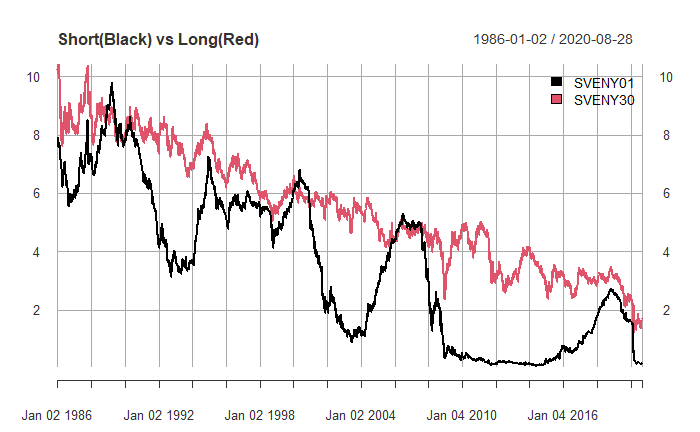 Short(Black) vs Long(Red) 1986-01-02 / 2020-08-28
10 10
SVENY01
SVENY30
8 8
6 6
4 4
2 2
Jan 02 1986 Jan 02 1992 Jan 02 1998 Jan 02 2004 Jan 04 2010 Jan 04 2016